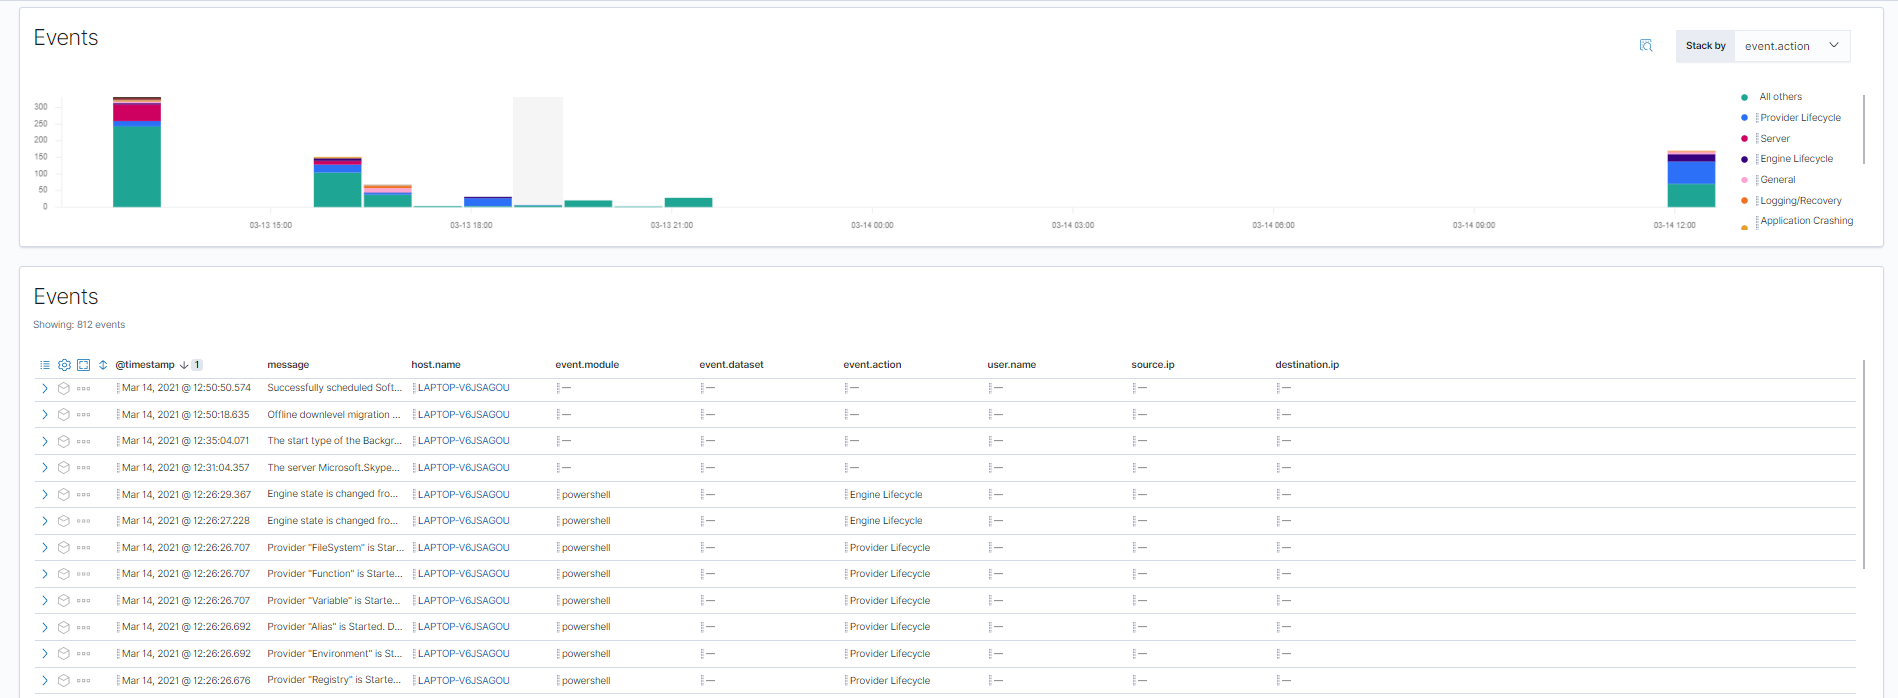 Events
Stack by event.action
300
250
200
150
100
50
0
03-13 15:00 03-13 18:00 03-13 21:00 03-14 00:00 03-14 03:00 03-14 06:00 03-14 09:00 03-14 12:00
All others
Provider Lifecycle
Server
Engine Lifecycle
General
Logging/Recovery
Application Crashing
Events
Showing: 812 events
@timestamp 1 message host.name event.module event.dataset event.action user.name source.ip destination.ip
Mar 14, 2021 @ 12:50:50.574 Successfully scheduled Soft... LAPTOP-V6JSAGOU — — — — — —
Mar 14, 2021 @ 12:50:18.635 Offline downlevel migration ... LAPTOP-V6JSAGOU — — — — — —
Mar 14, 2021 @ 12:35:04.071 The start type of the Backgr... LAPTOP-V6JSAGOU — — — — — —
Mar 14, 2021 @ 12:31:04.357 The server Microsoft.Skype... LAPTOP-V6JSAGOU — — — — — —
Mar 14, 2021 @ 12:26:29.367 Engine state is changed fro... LAPTOP-V6JSAGOU powershell — Engine Lifecycle — — —
Mar 14, 2021 @ 12:26:27.228 Engine state is changed fro... LAPTOP-V6JSAGOU powershell — Engine Lifecycle — — —
Mar 14, 2021 @ 12:26:26.707 Provider "FileSystem" is Star... LAPTOP-V6JSAGOU powershell — Provider Lifecycle — — —
Mar 14, 2021 @ 12:26:26.707 Provider "Function" is Starte... LAPTOP-V6JSAGOU powershell — Provider Lifecycle — — —
Mar 14, 2021 @ 12:26:26.707 Provider "Variable" is Starte... LAPTOP-V6JSAGOU powershell — Provider Lifecycle — — —
Mar 14, 2021 @ 12:26:26.692 Provider "Alias" is Started. D... LAPTOP-V6JSAGOU powershell — Provider Lifecycle — — —
Mar 14, 2021 @ 12:26:26.692 Provider "Environment" is St... LAPTOP-V6JSAGOU powershell — Provider Lifecycle — — —
Mar 14, 2021 @ 12:26:26.676 Provider "Registry" is Starte... LAPTOP-V6JSAGOU powershell — Provider Lifecycle — — —